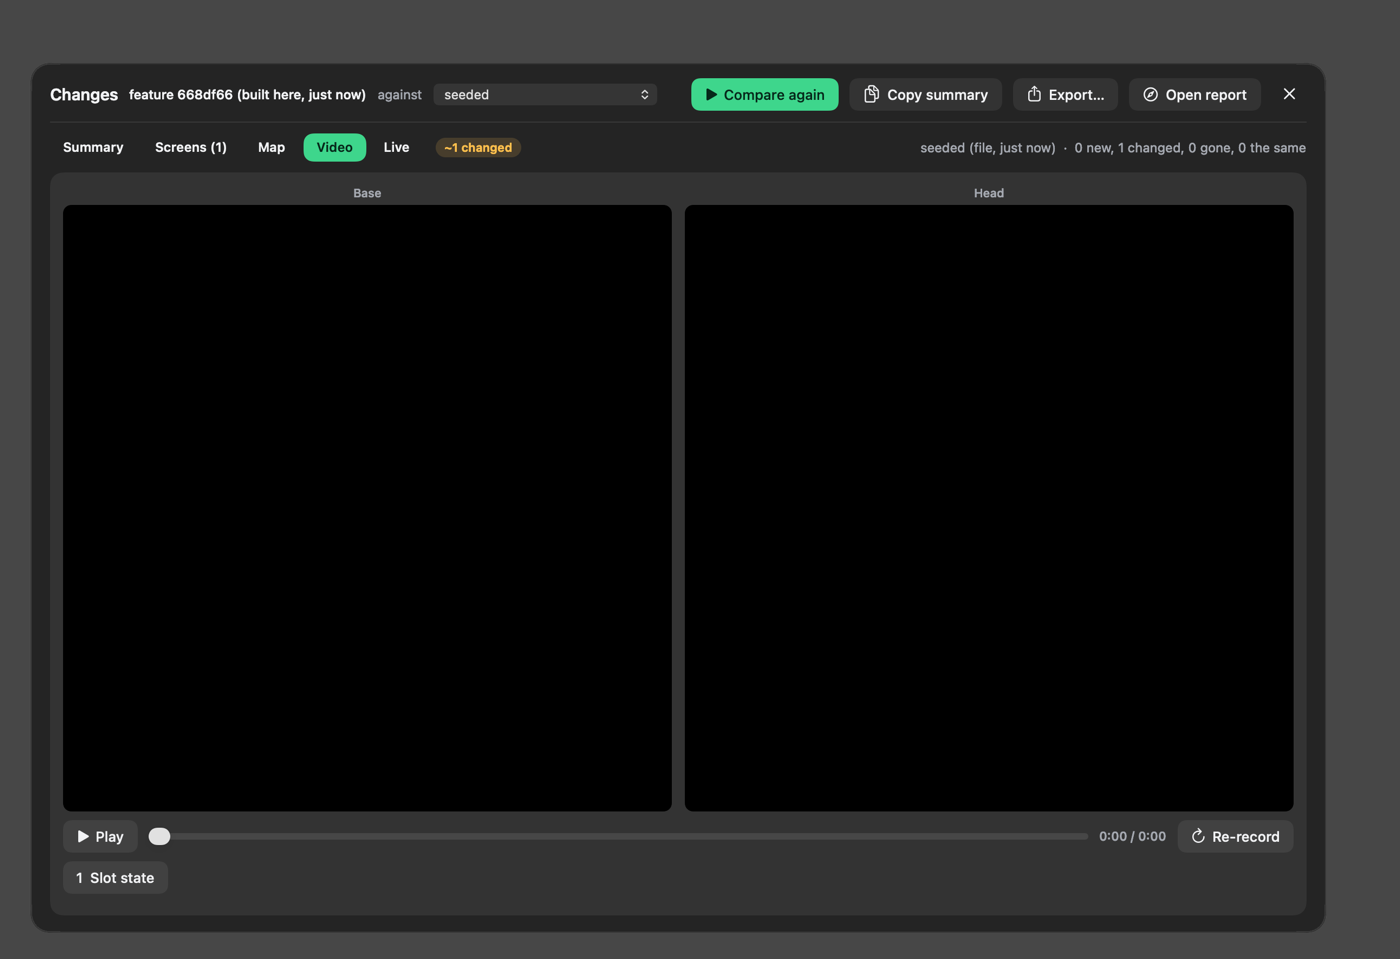 Changes feature 668df66 (built here, just now) against seeded Compare again Copy summary Export... Open report
Summary Screens (1) Map Video Live ~1 changed seeded (file, just now) · 0 new, 1 changed, 0 gone, 0 the same
Base Head
Play 0:00 / 0:00 Re-record
1 Slot state